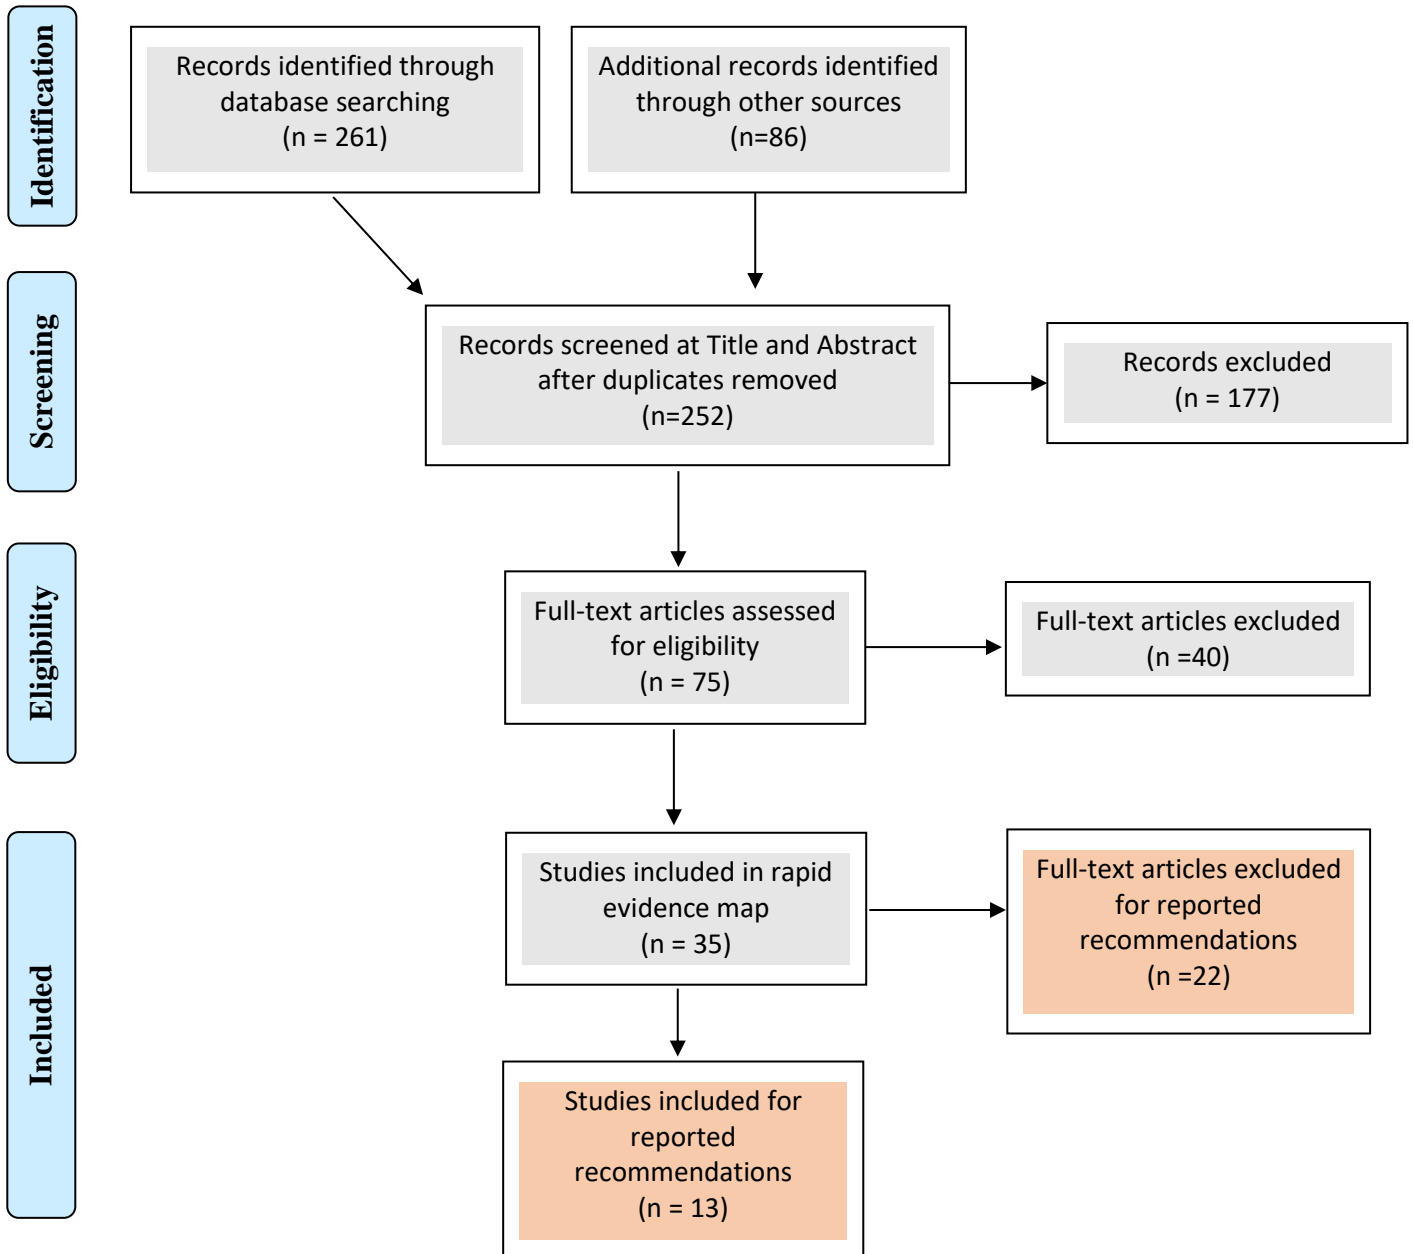 Identification
Records identified through
database searching
(n = 261)
Additional records identified
through other sources
(n=86)
Screening
Records screened at Title and Abstract
after duplicates removed
(n=252)
Records excluded
(n = 177)
Eligibility
Full-text articles assessed
for eligibility
(n = 75)
Full-text articles excluded
(n =40)
Included
Studies included in rapid
evidence map
(n = 35)
Full-text articles excluded
for reported
recommendations
(n =22)
Studies included for
reported
recommendations
(n = 13)